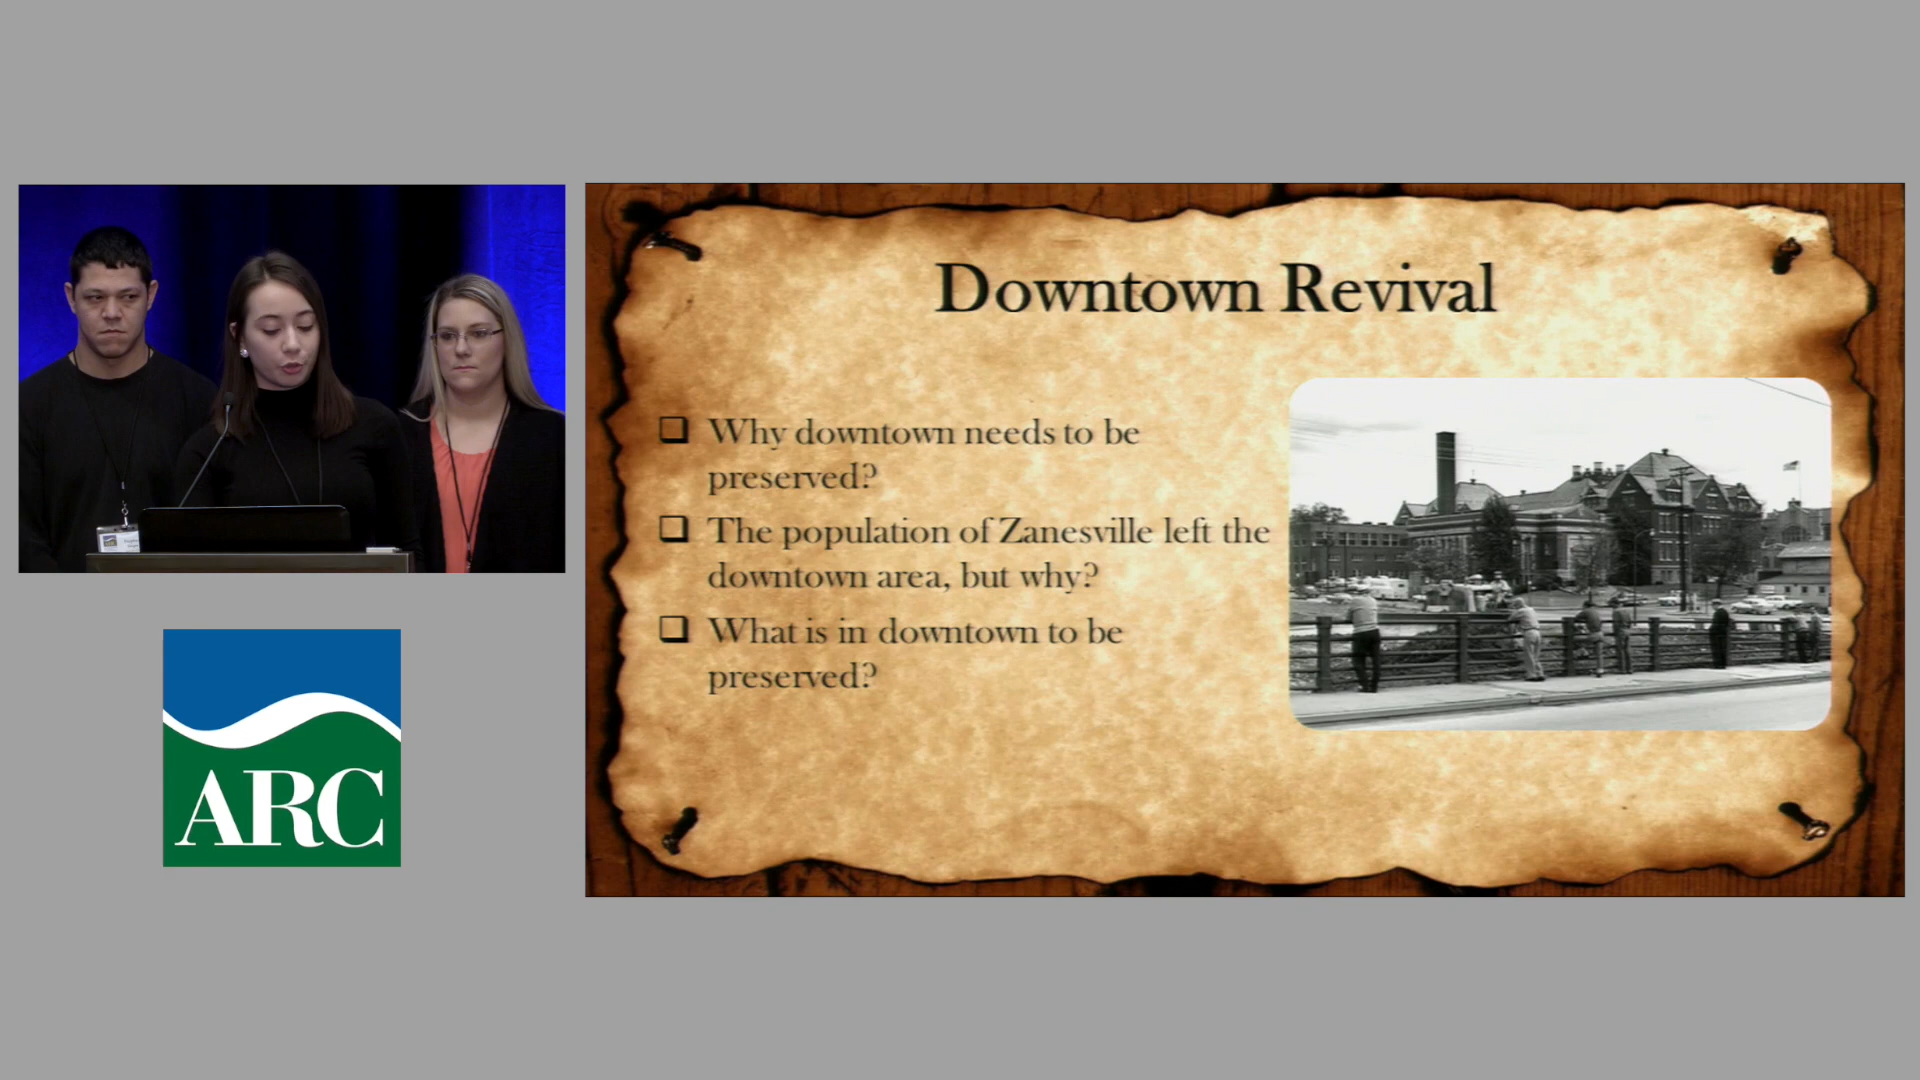 Downtown Revival
Why downtown needs to be
preserved?
The population of Zanesville left the
downtown area, but why?
What is in downtown to be
preserved?
ARC